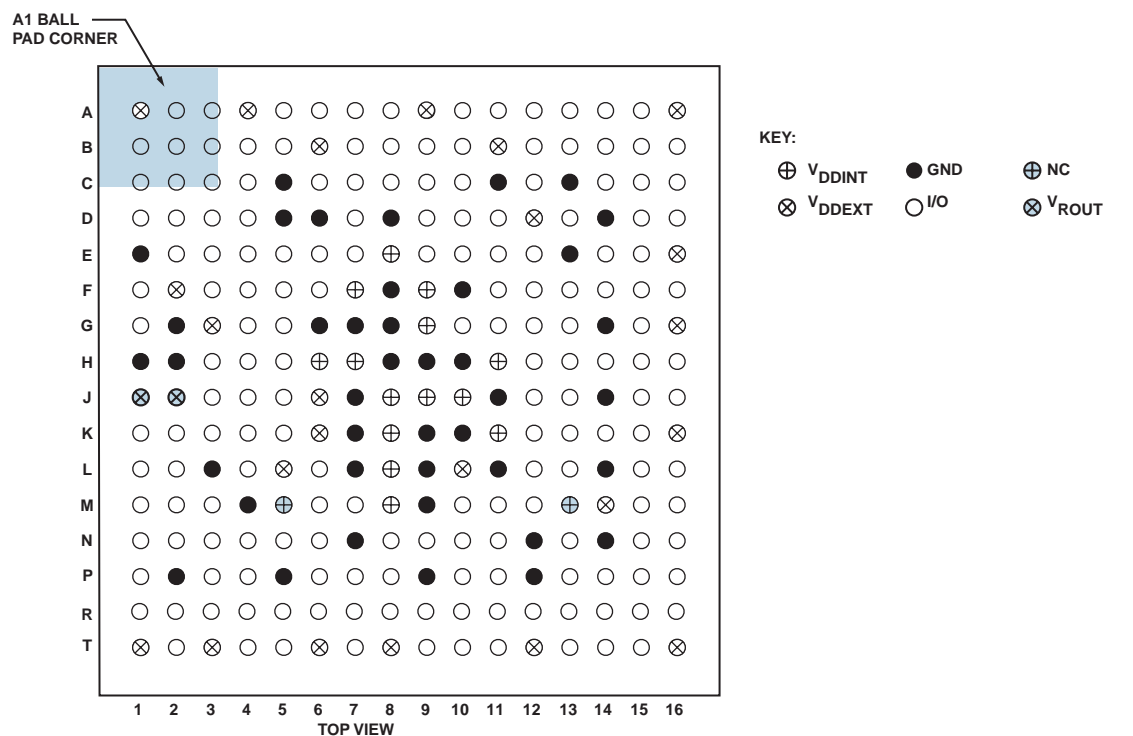 A1 BALL
PAD CORNER
A
B
C
D
E
F
G
H
J
K
L
M
N
P
R
T
1 2 3 4 5 6 7 8 9 10 11 12 13 14 15 16
TOP VIEW
KEY:
VDDINT GND NC
VDDEXT I/O VROUT